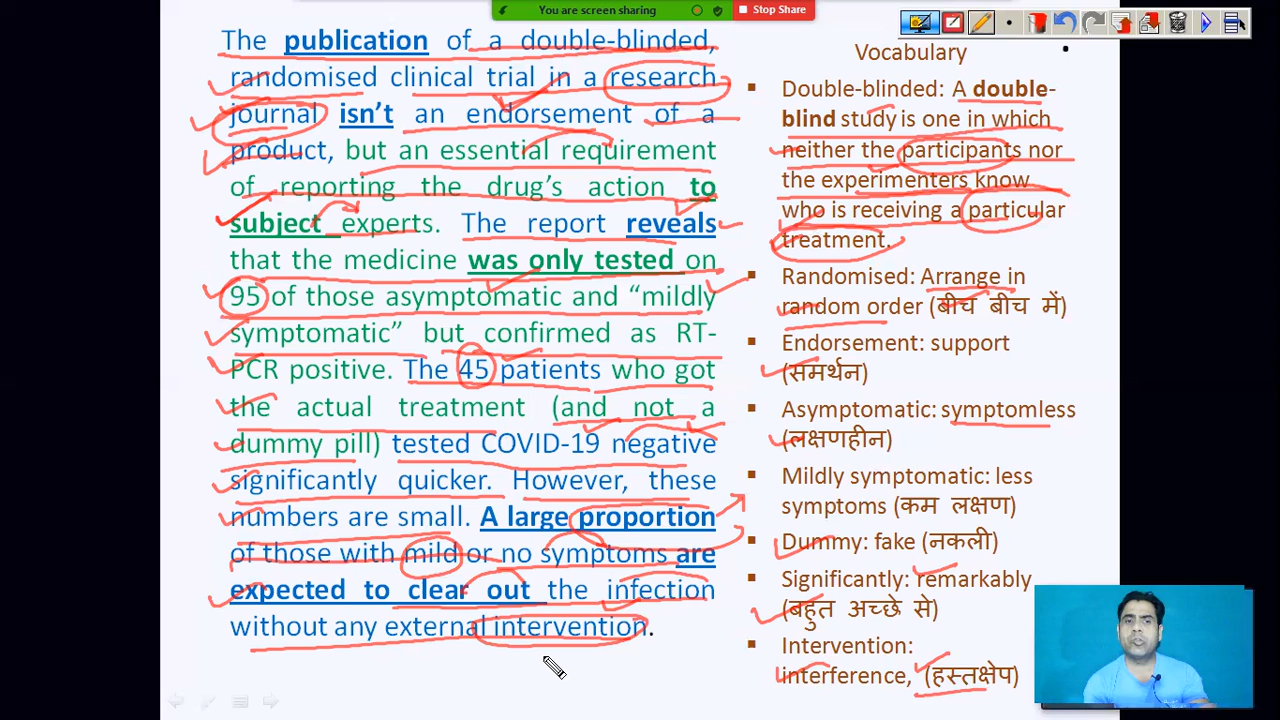 You are screen sharing
Stop Share
The publication of a double-blinded,
randomised clinical trial in a research
journal isn’t an endorsement of a
product, but an essential requirement
of reporting the drug’s action to
subject experts. The report reveals
that the medicine was only tested on
95 of those asymptomatic and “mildly
symptomatic” but confirmed as RT-
PCR positive. The 45 patients who got
the actual treatment (and not a
dummy pill) tested COVID-19 negative
significantly quicker. However, these
numbers are small. A large proportion
of those with mild or no symptoms are
expected to clear out the infection
without any external intervention.
Vocabulary
▪ Double-blinded: A double-
blind study is one in which
neither the participants nor
the experimenters know
who is receiving a particular
treatment.
▪ Randomised: Arrange in
random order (बीच बीच में)
▪ Endorsement: support
(समर्थन)
▪ Asymptomatic: symptomless
(लक्षणहीन)
▪ Mildly symptomatic: less
symptoms (कम लक्षण)
▪ Dummy: fake (नकली)
▪ Significantly: remarkably
(बहुत अच्छे से)
▪ Intervention:
interference, (हस्तक्षेप)